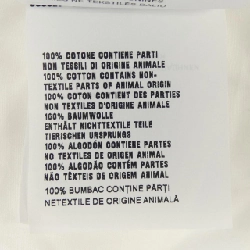 100% COTONE CONTIENE PARTI
NON TESSILI DI ORIGINE ANIMALE
100% COTTON CONTAINS NON-
TEXTILE PARTS OF ANIMAL ORIGIN
100% COTON CONTIENT DES PARTIES
NON TEXTILES D'ORIGINE ANIMALE
100% BAUMWOLLE
ENTHÄLT NICHTTEXTILE TEILE
TIERISCHEN URSPRUNGS
100% ALGODÓN CONTIENE PARTES
NO TEXTILES DE ORIGEN ANIMAL
100% ALGODÃO CONTÉM PARTES
NÃO TÊXTEIS DE ORIGEM ANIMAL
100% BUMBAC CONȚINE PĂRȚI
NETEXTILE DE ORIGINE ANIMALĂ